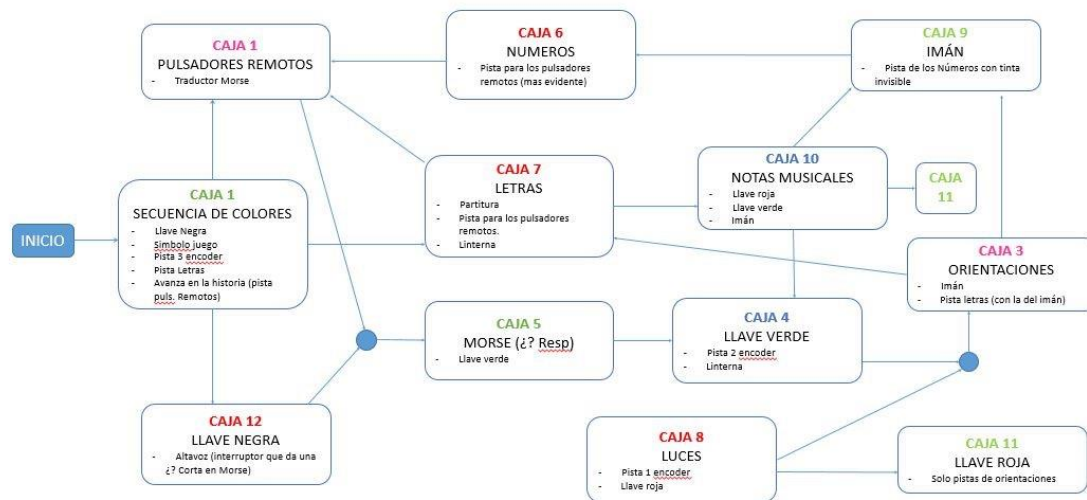 CAJA 1
PULSADORES REMOTOS
- Traductor Morse
CAJA 6
NUMEROS
- Pista para los pulsadores
remotos (mas evidente)
CAJA 9
IMÁN
- Pista de los Números con tinta
invisible
CAJA 7
LETRAS
- Partitura
- Pista para los pulsadores
remotos.
- Linterna
CAJA 10
NOTAS MUSICALES
- Llave roja
- Llave verde
- Imán
CAJA
11
INICIO
CAJA 1
SECUENCIA DE COLORES
- Llave Negra
- Simbolo juego
- Pista 3 encoder
- Pista Letras
- Avanza en la historia (pista
puls. Remotos)
CAJA 3
ORIENTACIONES
- Imán
- Pista letras (con la del imán)
CAJA 5
MORSE (¿? Resp)
- Llave verde
CAJA 4
LLAVE VERDE
- Pista 2 encoder
- Linterna
CAJA 12
LLAVE NEGRA
- Altavoz (interruptor que da una
¿? Corta en Morse)
CAJA 8
LUCES
- Pista 1 encoder
- Llave roja
CAJA 11
LLAVE ROJA
- Solo pistas de orientaciones